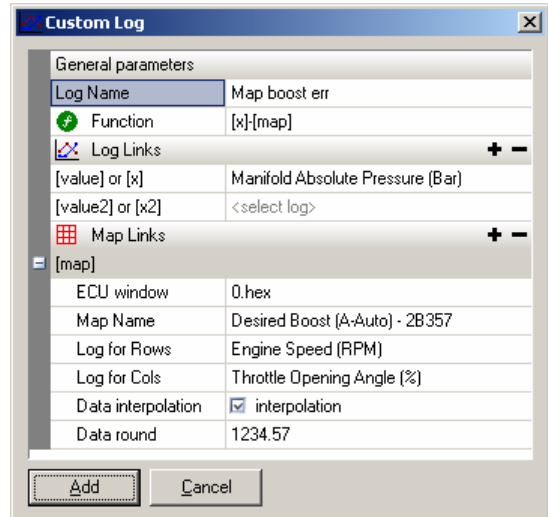 Custom Log
General parameters
Log Name Map boost err
Function [x]-[map]
Log Links
[value] or [x] Manifold Absolute Pressure (Bar)
[value2] or [x2] <select log>
Map Links
[map]
ECU window 0.hex
Map Name Desired Boost (A-Auto) - 2B357
Log for Rows Engine Speed (RPM)
Log for Cols Throttle Opening Angle (%)
Data interpolation interpolation
Data round 1234.57
Add Cancel